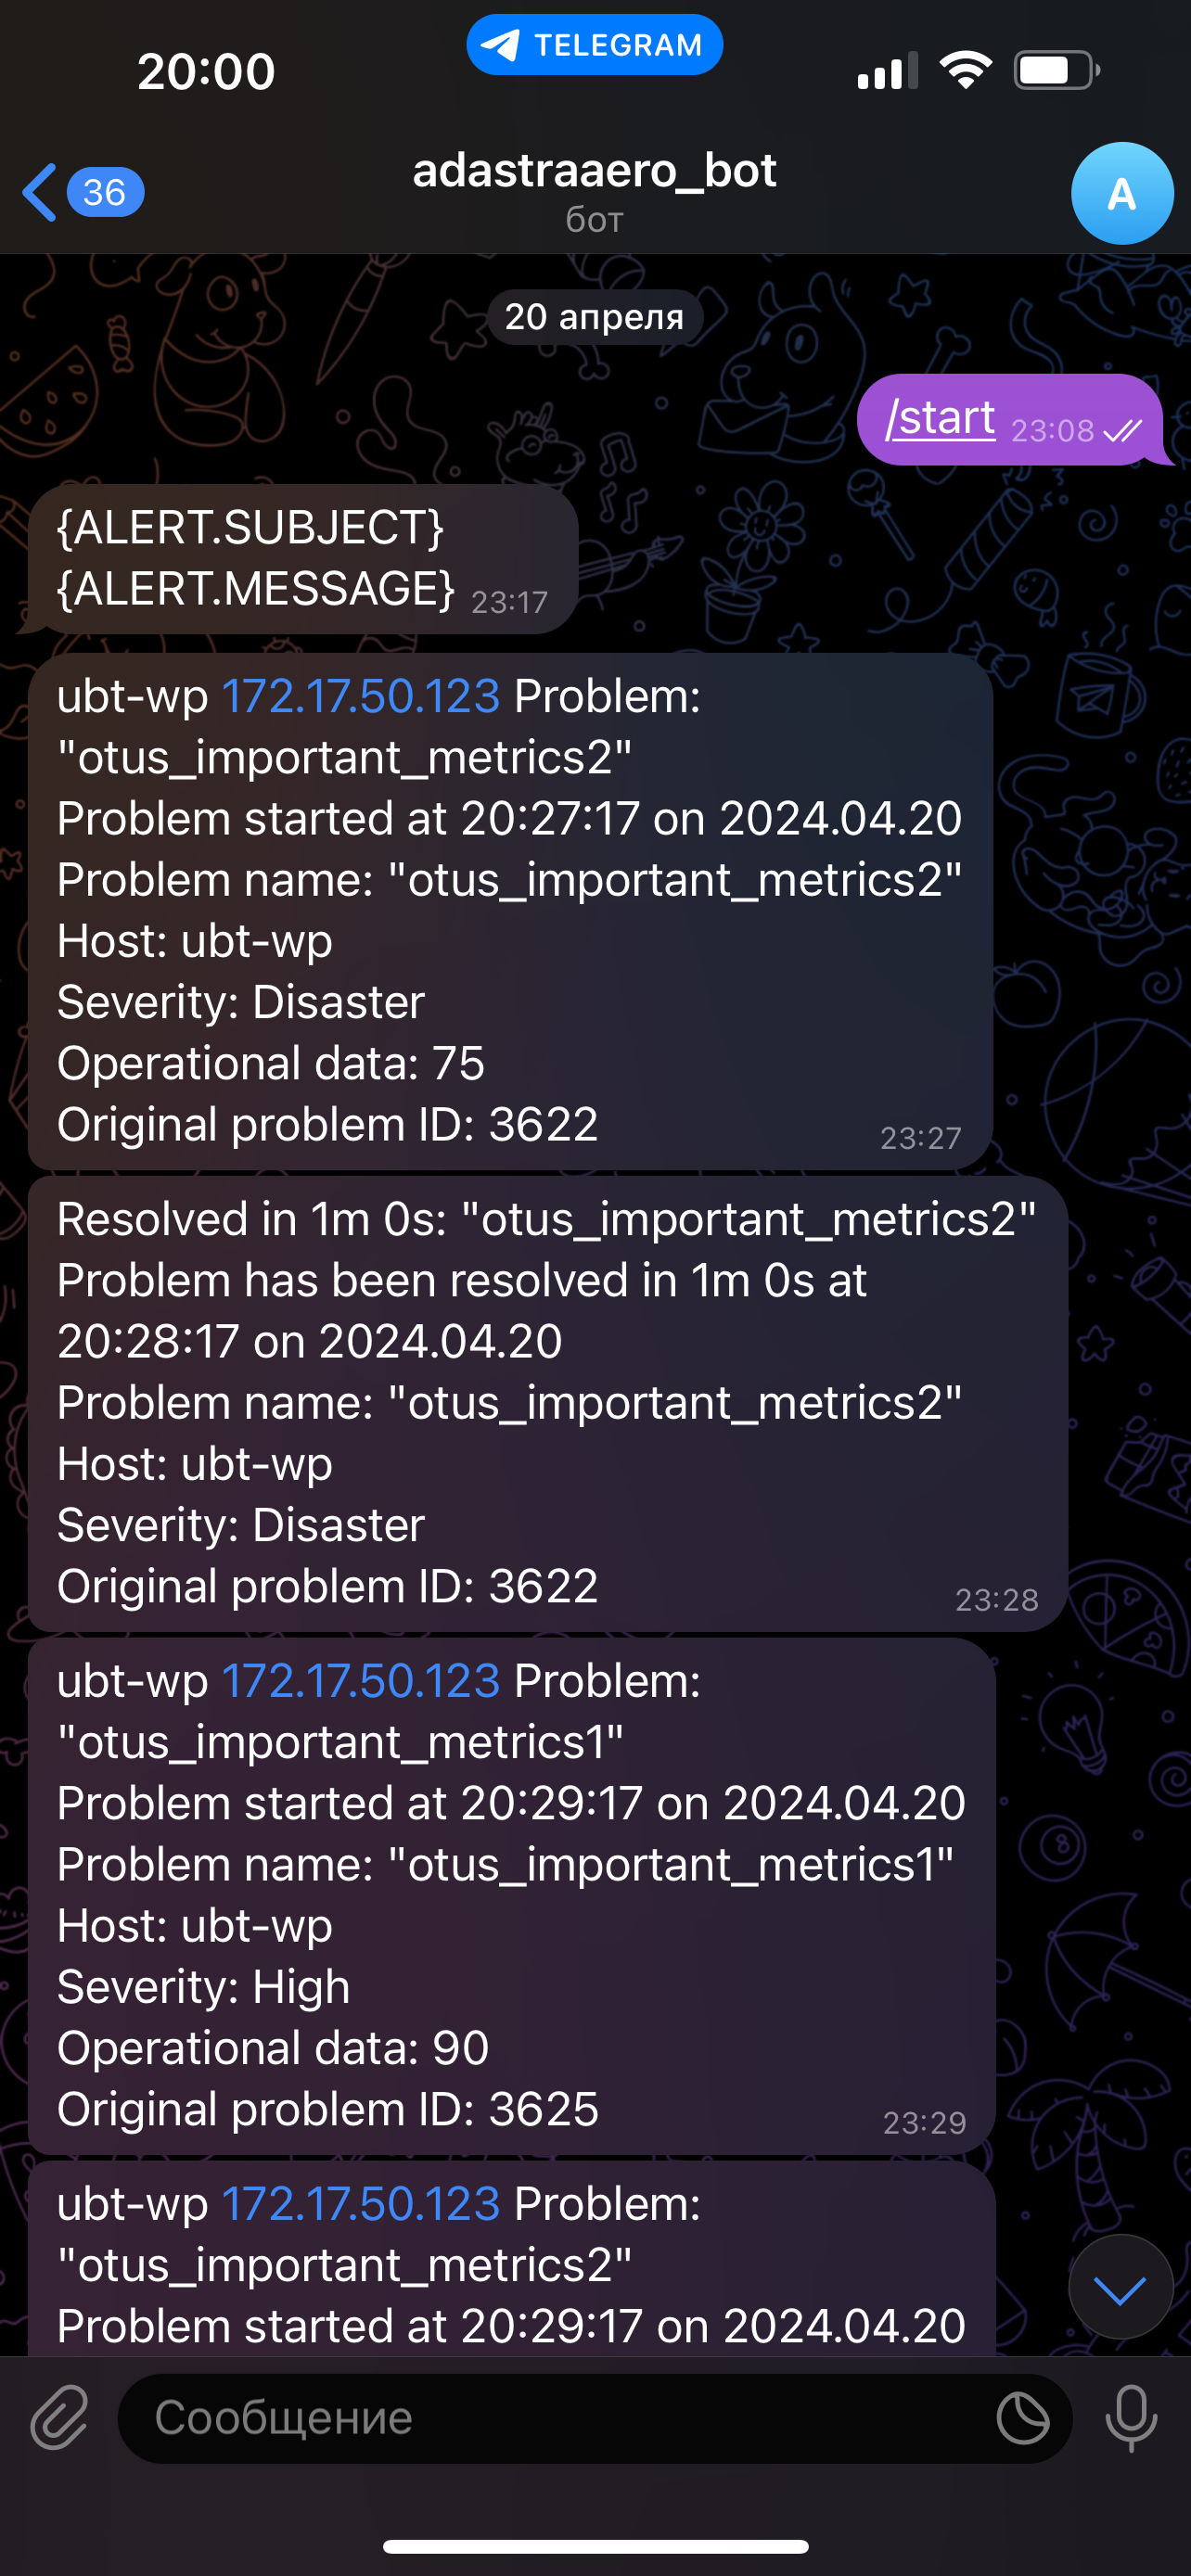 20:00
TELEGRAM
36
adastraaero_bot
бот
A
20 апреля
/start 23:08
{ALERT.SUBJECT}
{ALERT.MESSAGE} 23:17
ubt-wp 172.17.50.123 Problem:
"otus_important_metrics2"
Problem started at 20:27:17 on 2024.04.20
Problem name: "otus_important_metrics2"
Host: ubt-wp
Severity: Disaster
Operational data: 75
Original problem ID: 3622 23:27
Resolved in 1m 0s: "otus_important_metrics2"
Problem has been resolved in 1m 0s at
20:28:17 on 2024.04.20
Problem name: "otus_important_metrics2"
Host: ubt-wp
Severity: Disaster
Original problem ID: 3622 23:28
ubt-wp 172.17.50.123 Problem:
"otus_important_metrics1"
Problem started at 20:29:17 on 2024.04.20
Problem name: "otus_important_metrics1"
Host: ubt-wp
Severity: High
Operational data: 90
Original problem ID: 3625 23:29
ubt-wp 172.17.50.123 Problem:
"otus_important_metrics2"
Problem started at 20:29:17 on 2024.04.20
Сообщение